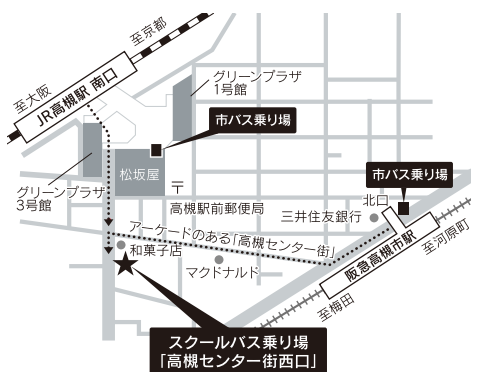 至京都
至大阪
JR高槻駅 南口
グリーンプラザ
1号館
市バス乗り場
松坂屋
グリーンプラザ
3号館
〒
高槻駅前郵便局
市バス乗り場
北口
三井住友銀行
アーケードのある「高槻センター街」
和菓子店
マクドナルド
阪急高槻市駅
至河原町
至梅田
スクールバス乗り場
「高槻センター街西口」